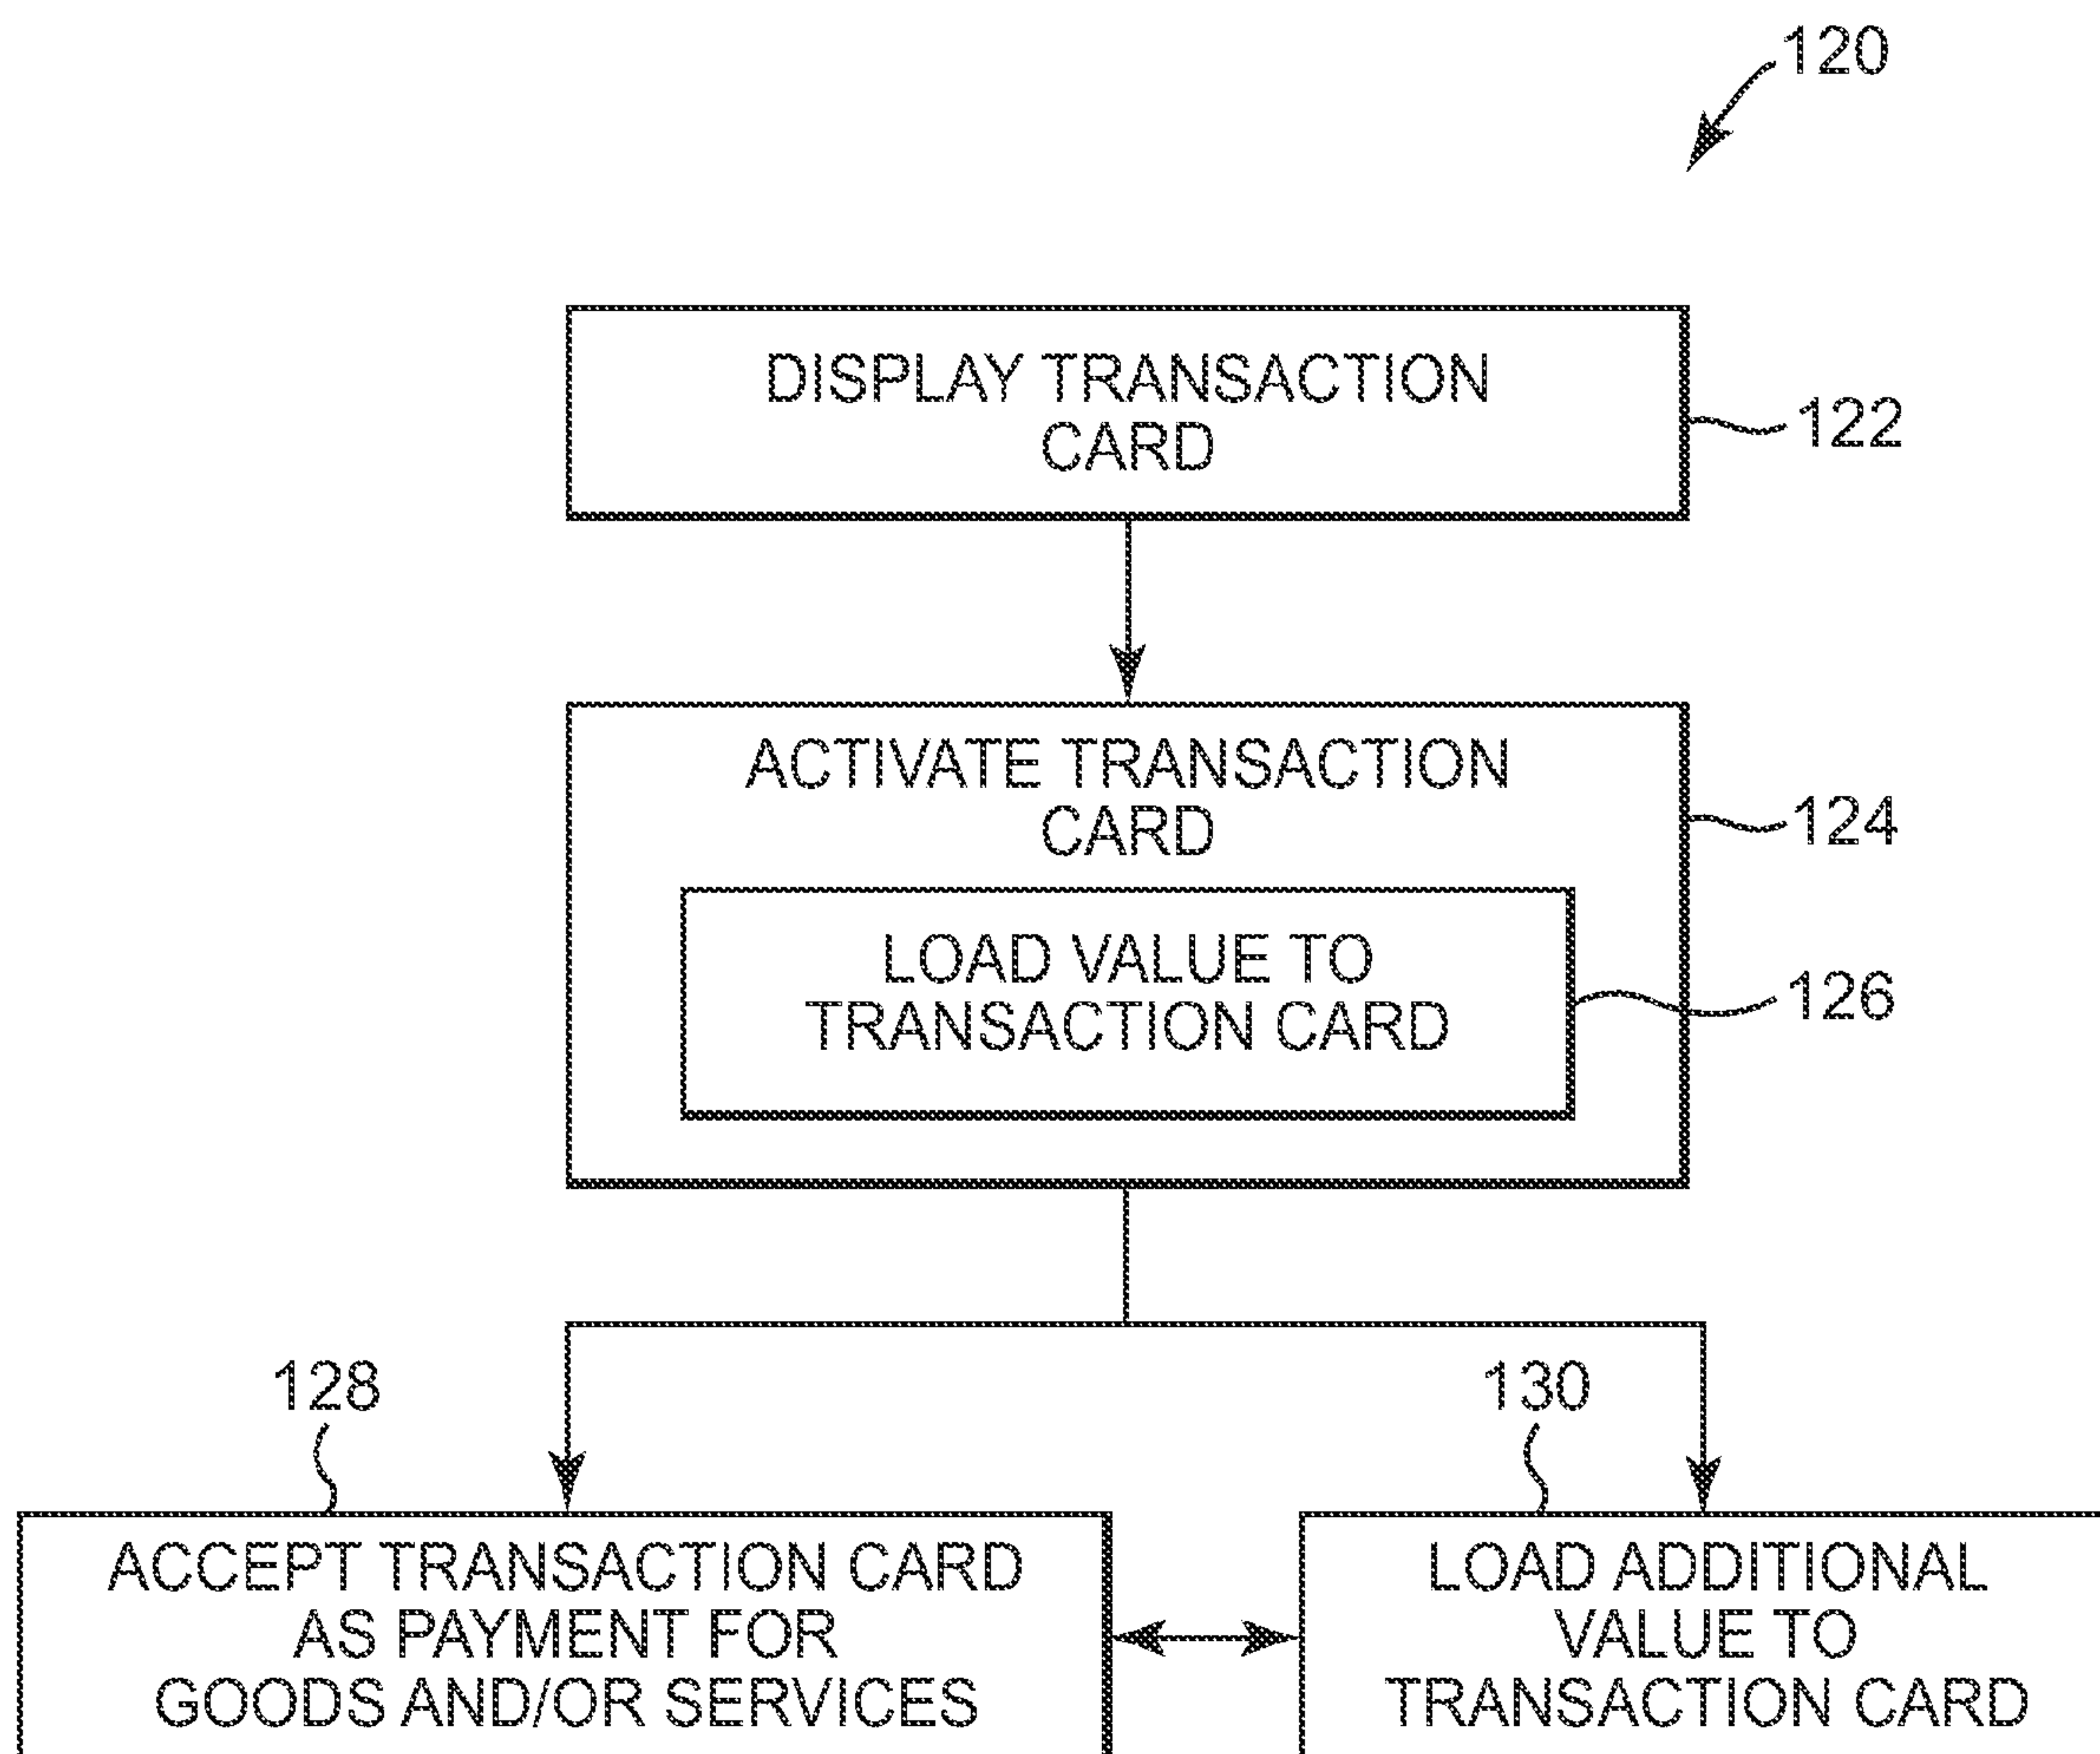 120
DISPLAY TRANSACTION
CARD
122
ACTIVATE TRANSACTION
CARD
124
LOAD VALUE TO
TRANSACTION CARD
126
128
130
ACCEPT TRANSACTION CARD
AS PAYMENT FOR
GOODS AND/OR SERVICES
LOAD ADDITIONAL
VALUE TO
TRANSACTION CARD